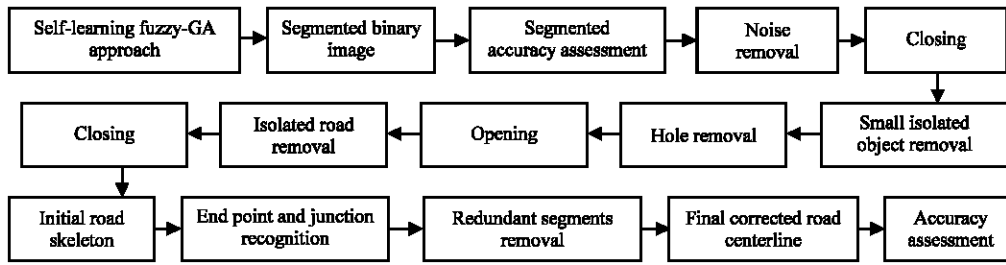 Self-learning fuzzy-GA
approach
Segmented binary
image
Segmented
accuracy assessment
Noise
removal
Closing
Small isolated
object removal
Hole removal
Opening
Isolated road
removal
Closing
Initial road
skeleton
End point and junction
recognition
Redundant segments
removal
Final corrected road
centerline
Accuracy
assessment